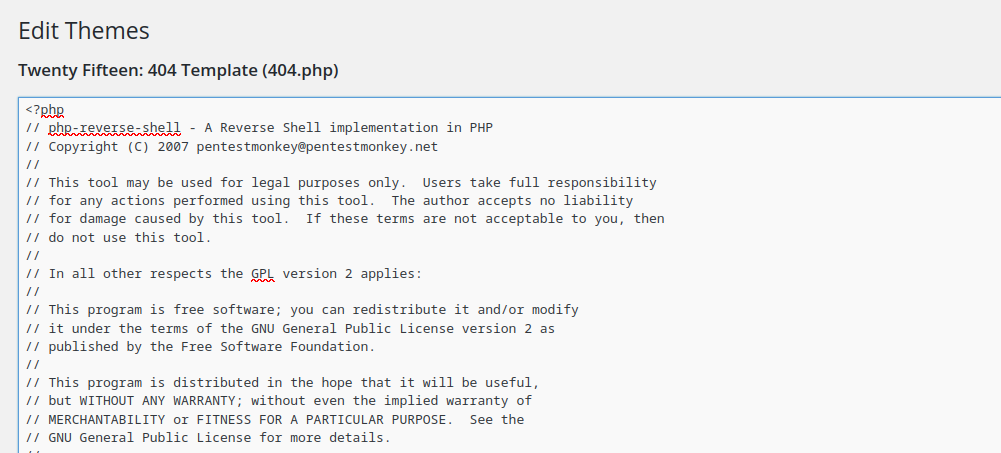 Edit Themes
Twenty Fifteen: 404 Template (404.php)
<?php
// php-reverse-shell - A Reverse Shell implementation in PHP
// Copyright (C) 2007 pentestmonkey@pentestmonkey.net
//
// This tool may be used for legal purposes only.  Users take full responsibility
// for any actions performed using this tool.  The author accepts no liability
// for damage caused by this tool.  If these terms are not acceptable to you, then
// do not use this tool.
//
// In all other respects the GPL version 2 applies:
//
// This program is free software; you can redistribute it and/or modify
// it under the terms of the GNU General Public License version 2 as
// published by the Free Software Foundation.
//
// This program is distributed in the hope that it will be useful,
// but WITHOUT ANY WARRANTY; without even the implied warranty of
// MERCHANTABILITY or FITNESS FOR A PARTICULAR PURPOSE.  See the
// GNU General Public License for more details.
//